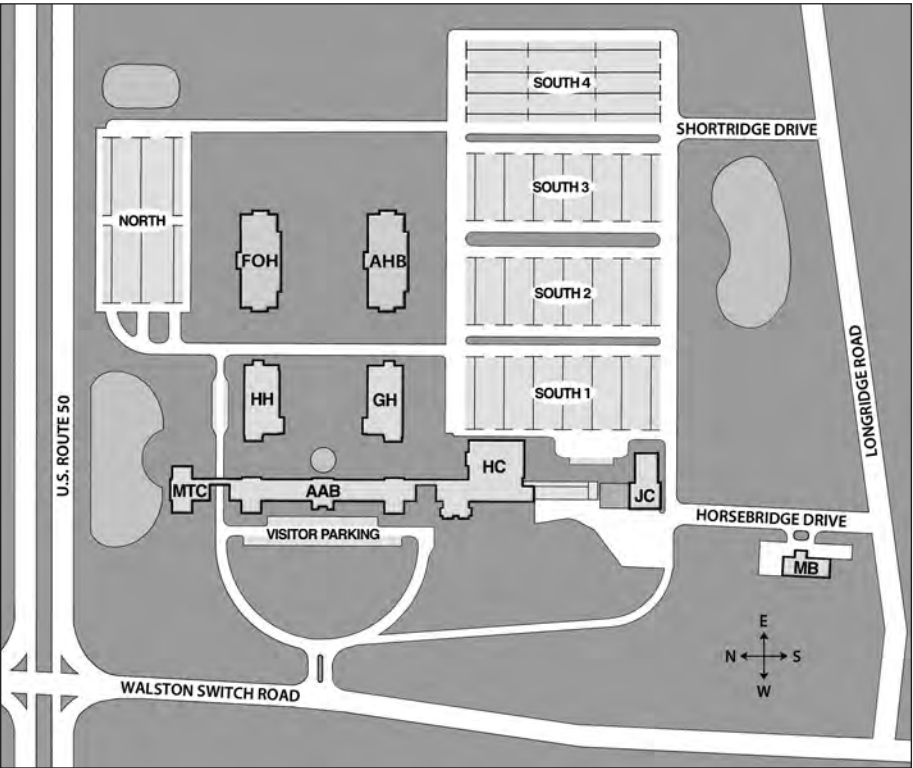 SOUTH 4
SHORTRIDGE DRIVE
SOUTH 3
NORTH
FOH
AHB
SOUTH 2
U.S. ROUTE 50
HH
GH
SOUTH 1
LONGRIDGE ROAD
HC
MTC
AAB
JC
HORSEBRIDGE DRIVE
VISITOR PARKING
MB
E
N
S
W
WALSTON SWITCH ROAD